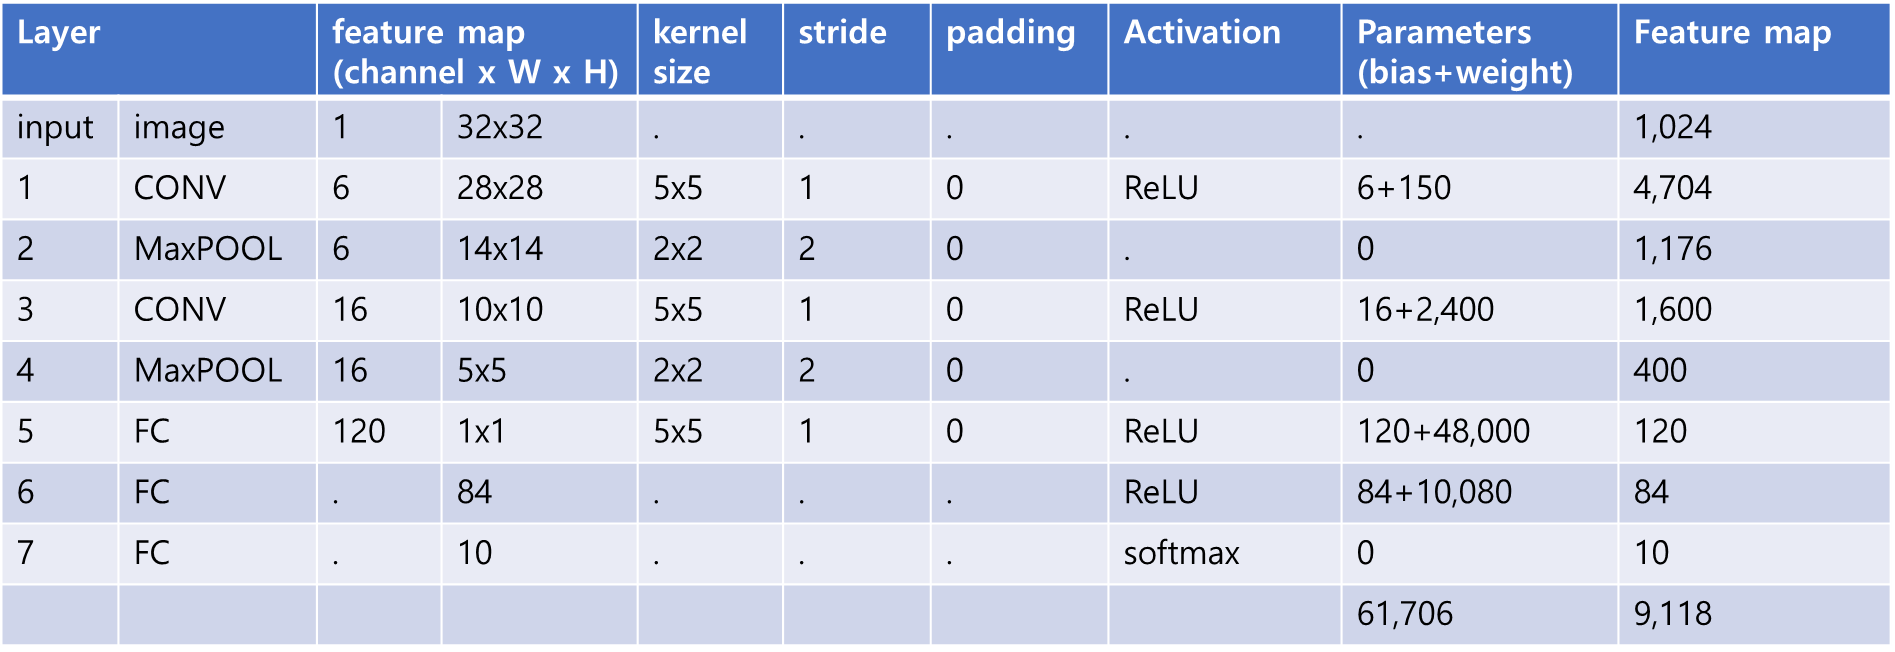 Layer feature map kernel stride padding Activation Parameters Feature map
(channel x W x H) size (bias+weight)
input image 1 32x32 . . . . . 1,024
1 CONV 6 28x28 5x5 1 0 ReLU 6+150 4,704
2 MaxPOOL 6 14x14 2x2 2 0 . 0 1,176
3 CONV 16 10x10 5x5 1 0 ReLU 16+2,400 1,600
4 MaxPOOL 16 5x5 2x2 2 0 . 0 400
5 FC 120 1x1 5x5 1 0 ReLU 120+48,000 120
6 FC . 84 . . . ReLU 84+10,080 84
7 FC . 10 . . . softmax 0 10
61,706 9,118